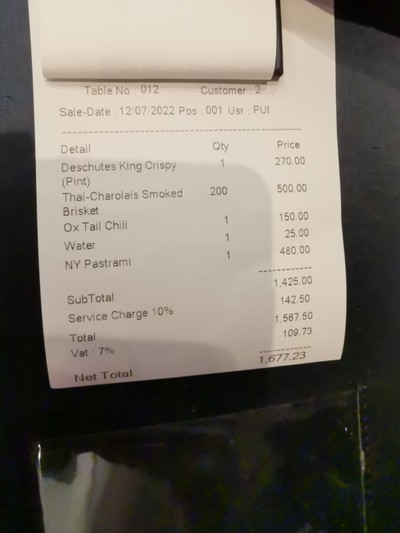 Table No : 012 Customer : 2
Sale-Date : 12/07/2022 Pos : 001 Usr : PUI
Detail Qty Price
Deschutes King Crispy 1 270.00
(Pint)
Thai-Charolais Smoked 200 500.00
Brisket
Ox Tail Chili 1 150.00
Water 1 25.00
NY Pastrami 1 480.00
SubTotal 1,425.00
Service Charge 10% 142.50
Total 1,567.50
Vat : 7% 109.73
Net Total 1,677.23